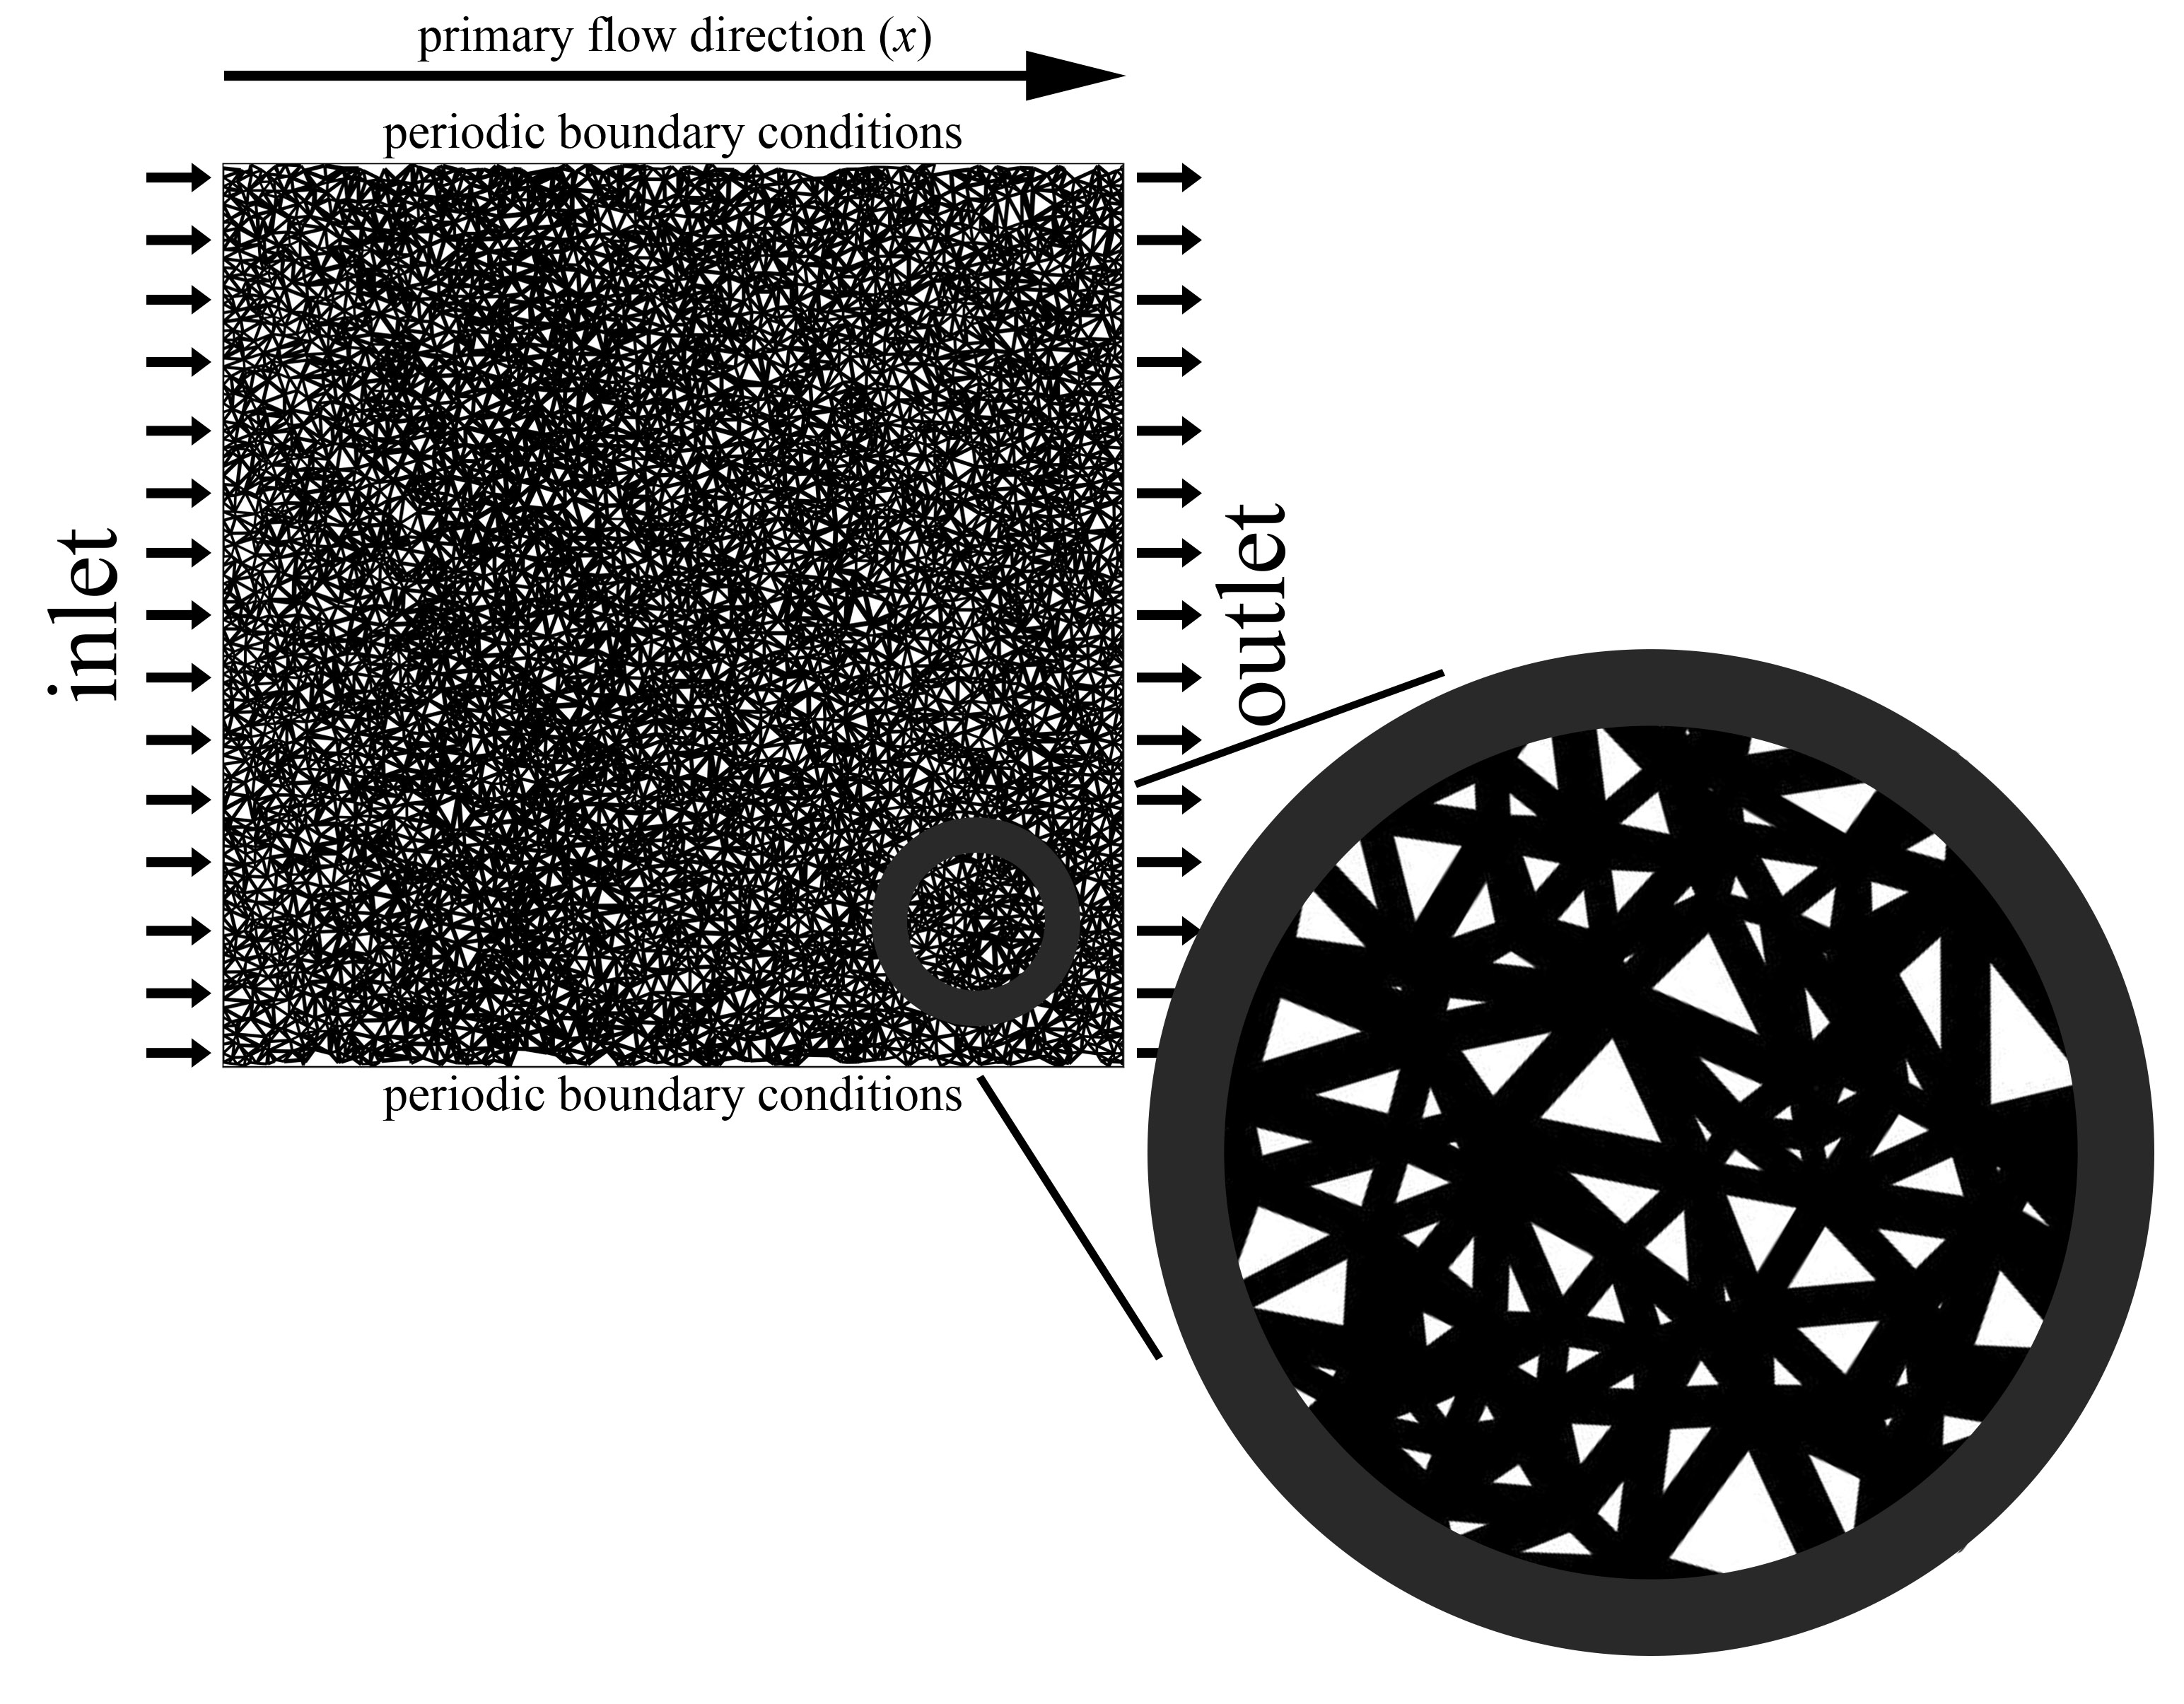 primary flow direction (x)
periodic boundary conditions
inlet
outlet
periodic boundary conditions